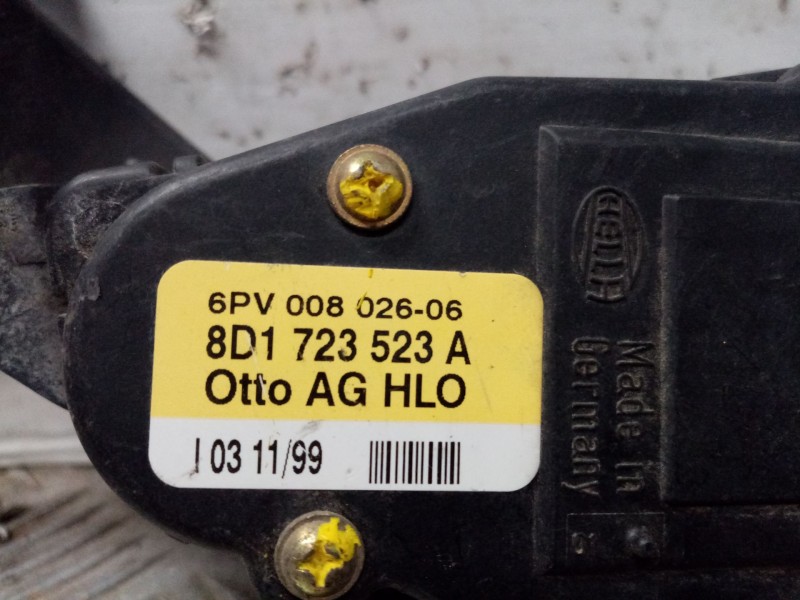 6PV 008 026-06
8D1 723 523 A
Otto AG HLO
I 03 11/99
HELLA
Made in
Germany